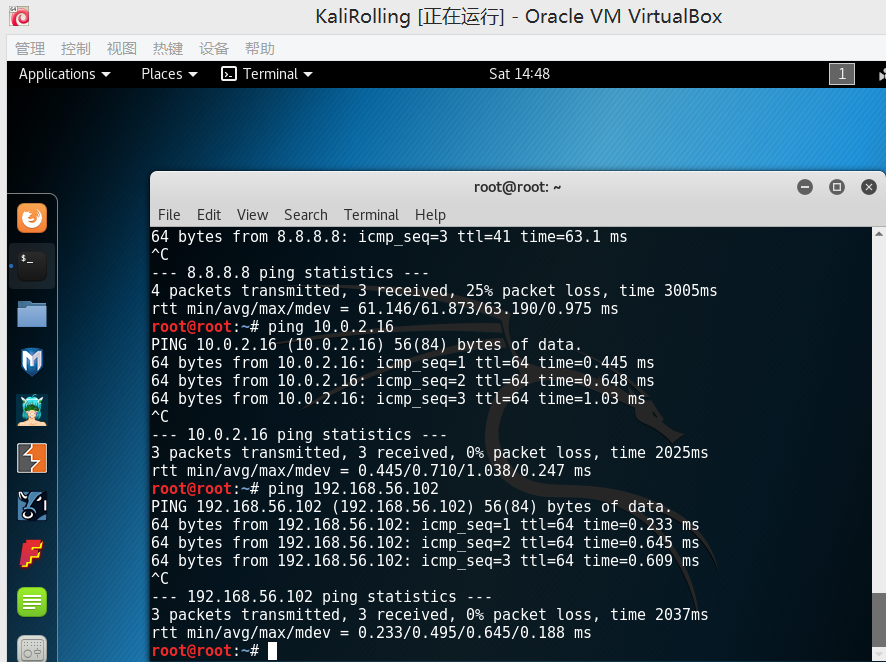 KaliRolling [正在运行] - Oracle VM VirtualBox
管理 控制 视图 热键 设备 帮助
Applications Places Terminal Sat 14:48 1
root@root: ~
File Edit View Search Terminal Help
64 bytes from 8.8.8.8: icmp_seq=3 ttl=41 time=63.1 ms
^C
--- 8.8.8.8 ping statistics ---
4 packets transmitted, 3 received, 25% packet loss, time 3005ms
rtt min/avg/max/mdev = 61.146/61.873/63.190/0.975 ms
root@root:~# ping 10.0.2.16
PING 10.0.2.16 (10.0.2.16) 56(84) bytes of data.
64 bytes from 10.0.2.16: icmp_seq=1 ttl=64 time=0.445 ms
64 bytes from 10.0.2.16: icmp_seq=2 ttl=64 time=0.648 ms
64 bytes from 10.0.2.16: icmp_seq=3 ttl=64 time=1.03 ms
^C
--- 10.0.2.16 ping statistics ---
3 packets transmitted, 3 received, 0% packet loss, time 2025ms
rtt min/avg/max/mdev = 0.445/0.710/1.038/0.247 ms
root@root:~# ping 192.168.56.102
PING 192.168.56.102 (192.168.56.102) 56(84) bytes of data.
64 bytes from 192.168.56.102: icmp_seq=1 ttl=64 time=0.233 ms
64 bytes from 192.168.56.102: icmp_seq=2 ttl=64 time=0.645 ms
64 bytes from 192.168.56.102: icmp_seq=3 ttl=64 time=0.609 ms
^C
--- 192.168.56.102 ping statistics ---
3 packets transmitted, 3 received, 0% packet loss, time 2037ms
rtt min/avg/max/mdev = 0.233/0.495/0.645/0.188 ms
root@root:~#